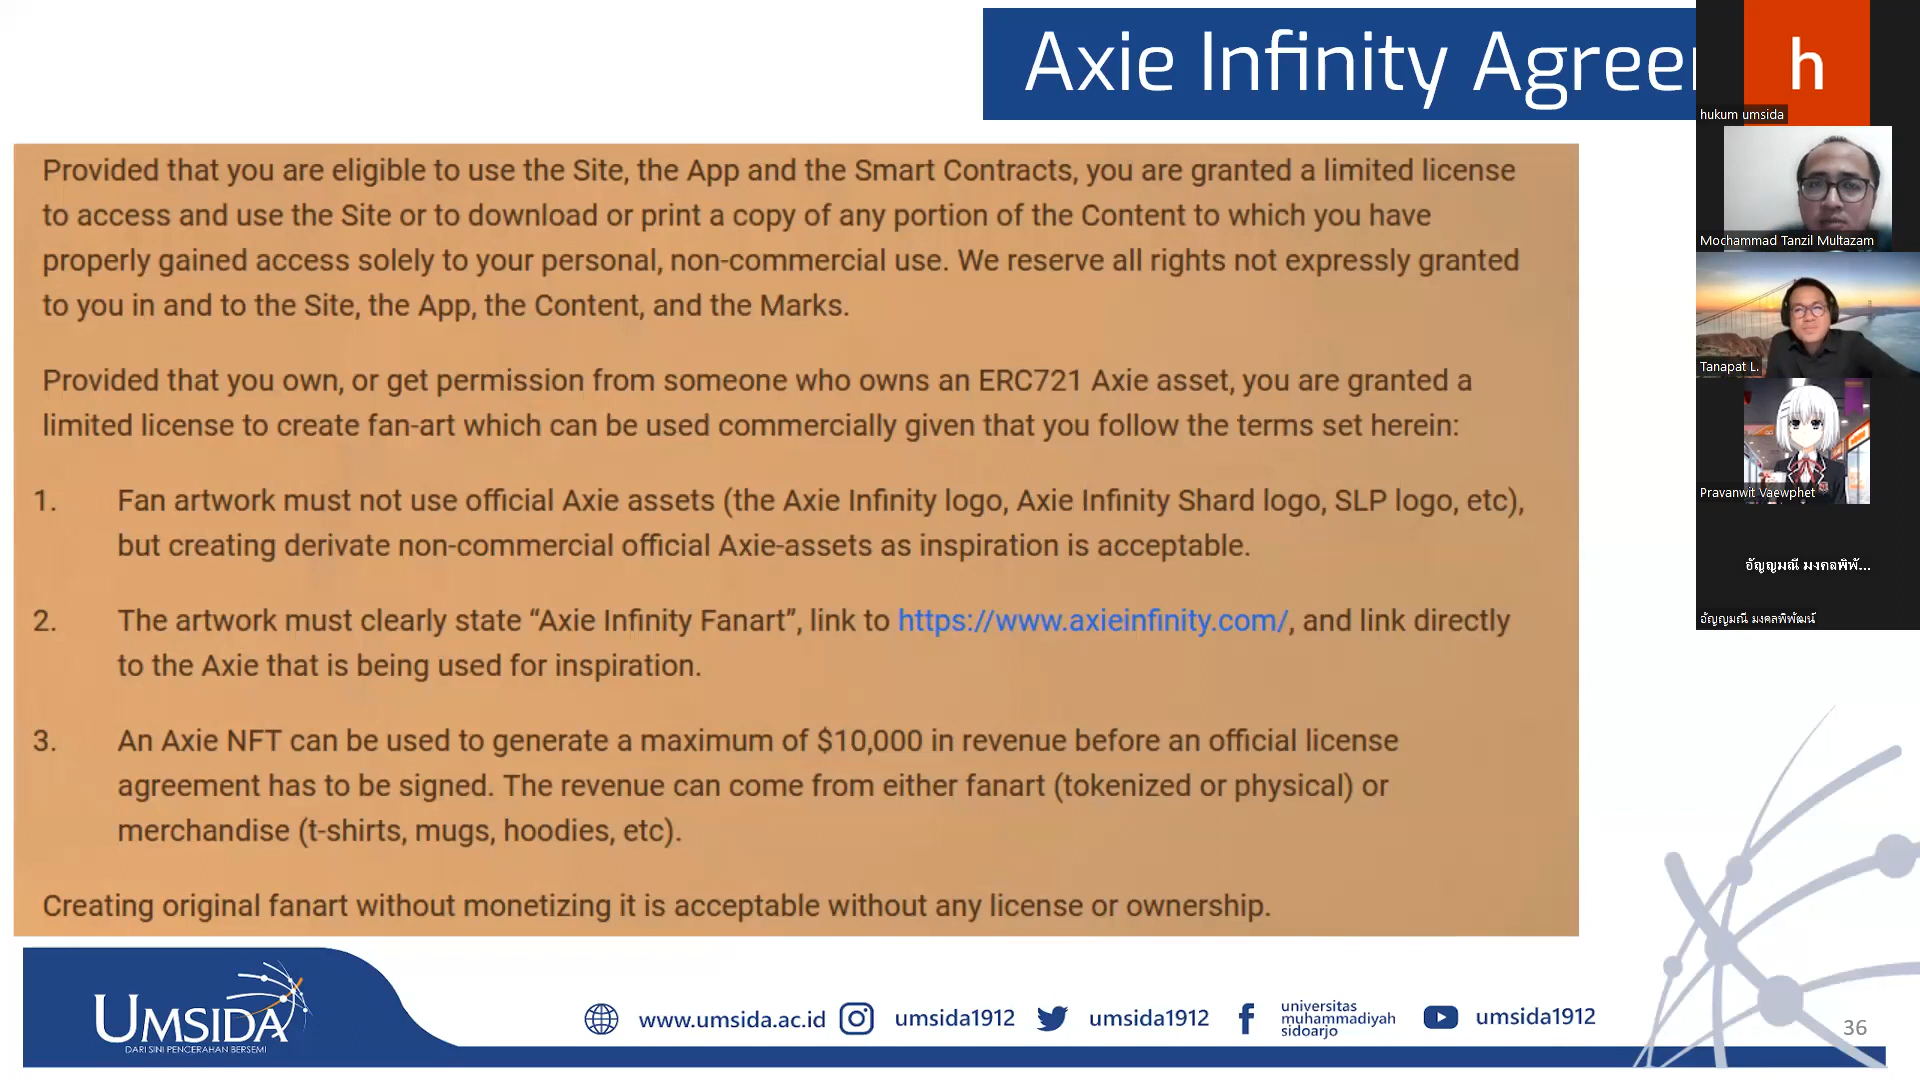 Axie Infinity Agree
h
hukum umsida
Mochammad Tanzil Multazam
Tanapat L.
Pravanwit Vaewphet
อัญญมณี มงคลพิพั...
อัญญมณี มงคลพิพัฒน์
Provided that you are eligible to use the Site, the App and the Smart Contracts, you are granted a limited license
to access and use the Site or to download or print a copy of any portion of the Content to which you have
properly gained access solely to your personal, non-commercial use. We reserve all rights not expressly granted
to you in and to the Site, the App, the Content, and the Marks.
Provided that you own, or get permission from someone who owns an ERC721 Axie asset, you are granted a
limited license to create fan-art which can be used commercially given that you follow the terms set herein:
1. Fan artwork must not use official Axie assets (the Axie Infinity logo, Axie Infinity Shard logo, SLP logo, etc),
but creating derivate non-commercial official Axie-assets as inspiration is acceptable.
2. The artwork must clearly state “Axie Infinity Fanart”, link to https://www.axieinfinity.com/, and link directly
to the Axie that is being used for inspiration.
3. An Axie NFT can be used to generate a maximum of $10,000 in revenue before an official license
agreement has to be signed. The revenue can come from either fanart (tokenized or physical) or
merchandise (t-shirts, mugs, hoodies, etc).
Creating original fanart without monetizing it is acceptable without any license or ownership.
UMSIDA
DARI SINI PENCERAHAN BERSEMI
www.umsida.ac.id
umsida1912
umsida1912
universitas
muhammadiyah
sidoarjo
umsida1912
36